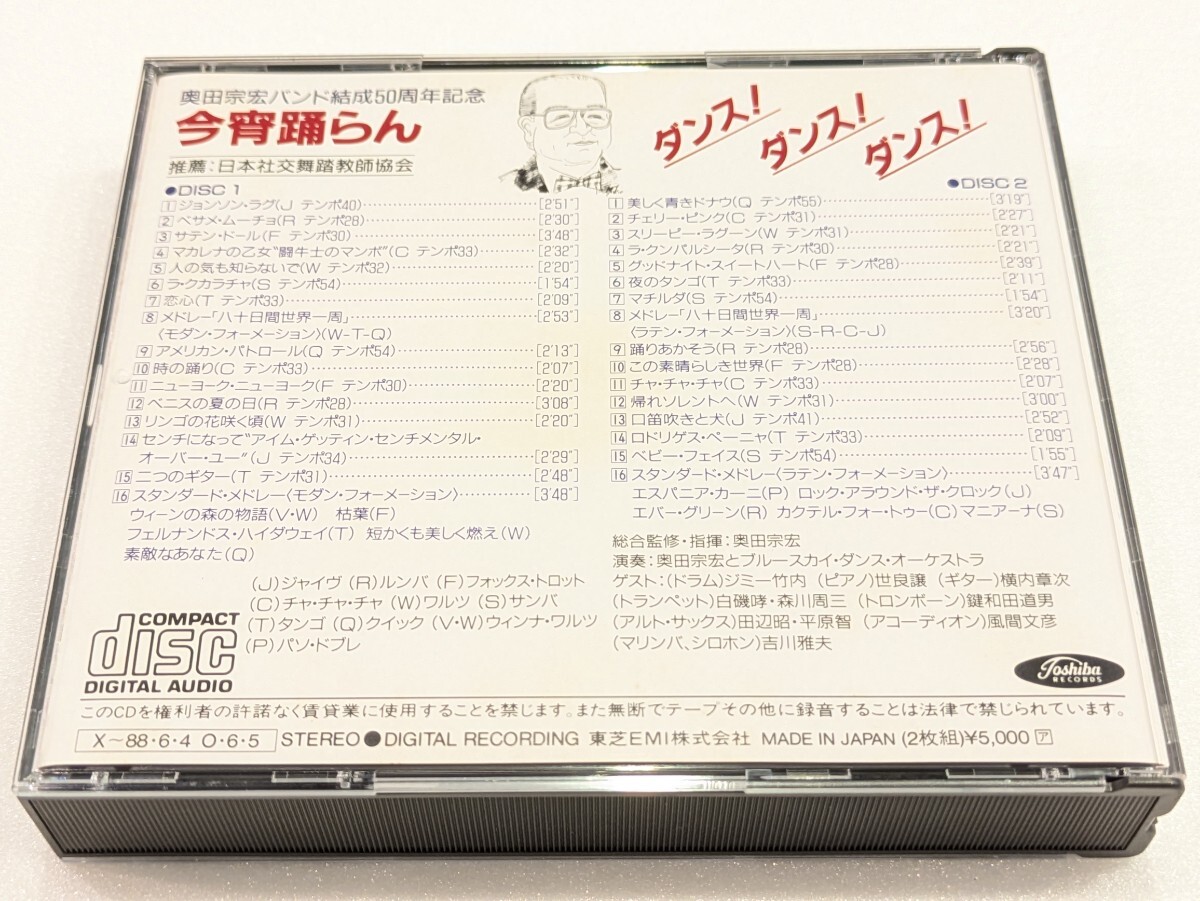 奥田宗宏バンド結成50周年記念
今宵踊らん
推薦:日本社交舞踏教師協会
ダンス!
ダンス!
ダンス!
●DISC 1
1 ジョンソン・ラグ(J テンポ40)[2'51"]
2 ベサメ・ムーチョ(R テンポ28)[2'30"]
3 サテン・ドール(F テンポ30)[3'48"]
4 マカレナの乙女"闘牛士のマンボ"(C テンポ33)[2'32"]
5 人の気も知らないで(W テンポ32)[2'20"]
6 ラ・クカラチャ(S テンポ54)[1'54"]
7 恋心(T テンポ33)[2'09"]
8 メドレー「八十日間世界一周」[2'53"]
〈モダン・フォーメーション〉(W-T-Q)
9 アメリカン・パトロール(Q テンポ54)[2'13"]
10 時の踊り(C テンポ33)[2'07"]
11 ニューヨーク・ニューヨーク(F テンポ30)[2'20"]
12 ベニスの夏の日(R テンポ28)[3'08"]
13 リンゴの花咲く頃(W テンポ31)[2'20"]
14 センチになって"アイム・ゲッティン・センチメンタル・
オーバー・ユー"(J テンポ34)[2'29"]
15 二つのギター(T テンポ31)[2'48"]
16 スタンダード・メドレー〈モダン・フォーメーション〉[3'48"]
ウィーンの森の物語(V・W) 枯葉(F)
フェルナンドス・ハイダウェイ(T) 短かくも美しく燃え(W)
素敵なあなた(Q)
(J)ジャイヴ (R)ルンバ (F)フォックス・トロット
(C)チャ・チャ・チャ (W)ワルツ (S)サンバ
(T)タンゴ (Q)クイック (V・W)ウィンナ・ワルツ
(P)パソ・ドブレ
●DISC 2
1 美しく青きドナウ(Q テンポ55)[3'19"]
2 チェリー・ピンク(C テンポ31)[2'27"]
3 スリーピー・ラグーン(W テンポ31)[2'21"]
4 ラ・クンパルシータ(R テンポ30)[2'21"]
5 グッドナイト・スイートハート(F テンポ28)[2'39"]
6 夜のタンゴ(T テンポ33)[2'11"]
7 マチルダ(S テンポ54)[1'54"]
8 メドレー「八十日間世界一周」[3'20"]
〈ラテン・フォーメーション〉(S-R-C-J)
9 踊りあかそう(R テンポ28)[2'56"]
10 この素晴らしき世界(F テンポ28)[2'28"]
11 チャ・チャ・チャ(C テンポ33)[2'07"]
12 帰れソレントへ(W テンポ31)[3'00"]
13 口笛吹きと犬(J テンポ41)[2'52"]
14 ロドリゲス・ペーニャ(T テンポ33)[2'09"]
15 ベビー・フェイス(S テンポ54)[1'55"]
16 スタンダード・メドレー〈ラテン・フォーメーション〉[3'47"]
エスパニア・カーニ(P) ロック・アラウンド・ザ・クロック(J)
エバー・グリーン(R) カクテル・フォー・トゥー(C) マニアーナ(S)
総合監修・指揮:奥田宗宏
演奏:奥田宗宏とブルースカイ・ダンス・オーケストラ
ゲスト:(ドラム)ジミー竹内 (ピアノ)世良譲 (ギター)横内章次
(トランペット)白磯哮・森川周三 (トロンボーン)鍵和田道男
(アルト・サックス)田辺昭・平原智 (アコーディオン)風間文彦
(マリンバ、シロホン)吉川雅夫
COMPACT
disc
DIGITAL AUDIO
Toshiba
RECORDS
このCDを権利者の許諾なく賃貸業に使用することを禁じます。また無断でテープその他に録音することは法律で禁じられています。
X〜88・6・4 O・6・5 STEREO●DIGITAL RECORDING 東芝EMI株式会社 MADE IN JAPAN (2枚組)¥5,000 ア